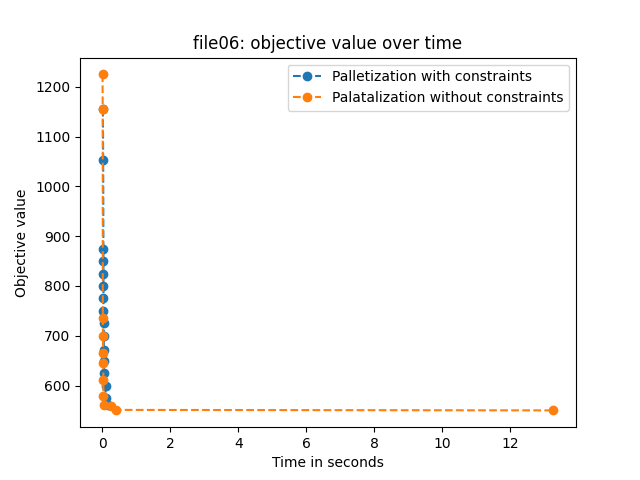 file06: objective value over time
Palletization with constraints
Palatalization without constraints
1200
1100
1000
900
800
700
600
Objective value
0 2 4 6 8 10 12
Time in seconds